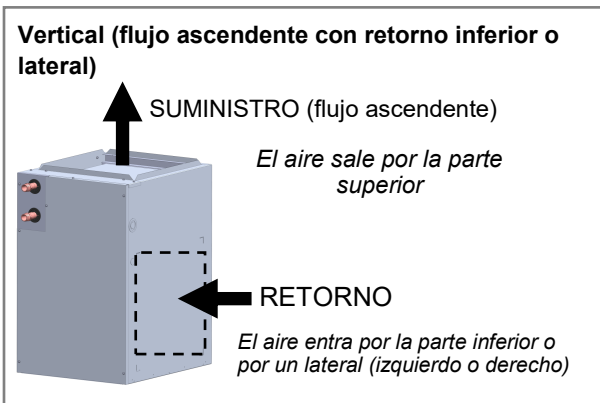 Vertical (flujo ascendente con retorno inferior o
lateral)
SUMINISTRO (flujo ascendente)
El aire sale por la parte
superior
RETORNO
El aire entra por la parte inferior o
por un lateral (izquierdo o derecho)